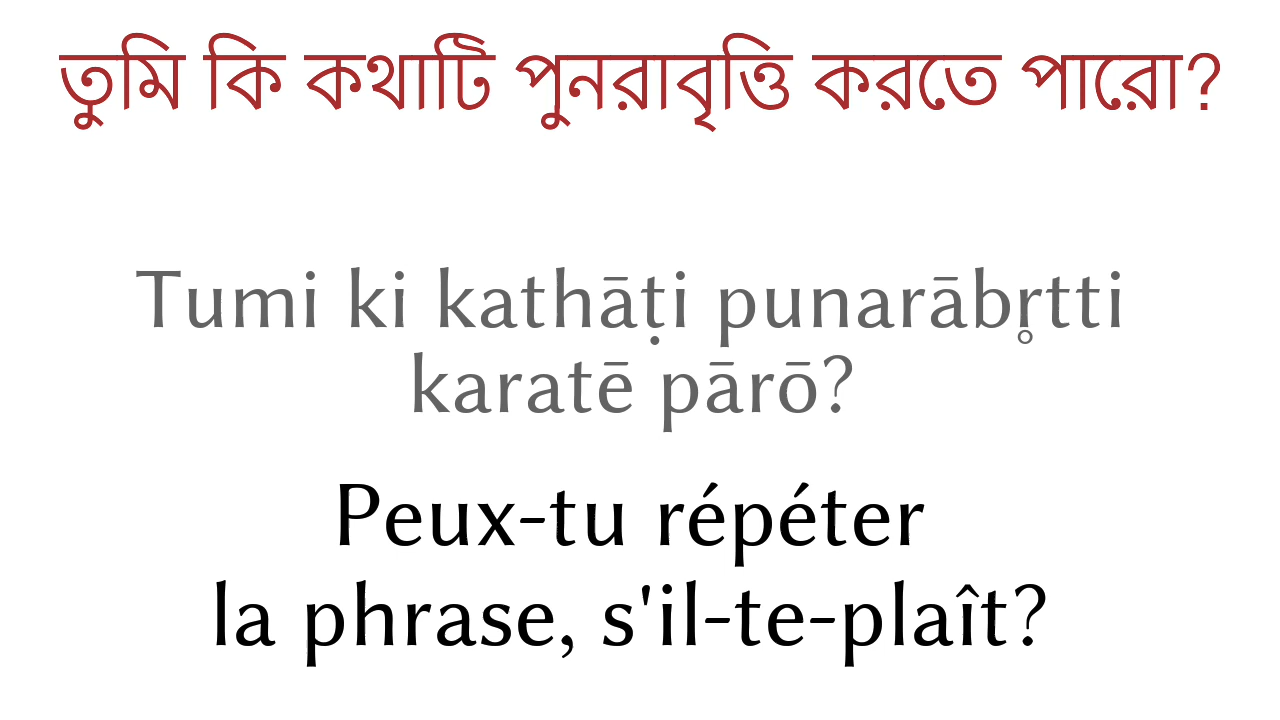 তুমি কি কথাটি পুনরাবৃত্তি করতে পারো?
Tumi ki kathāṭi punarābr̥tti
karatē pārō?
Peux-tu répéter
la phrase, s'il-te-plaît?